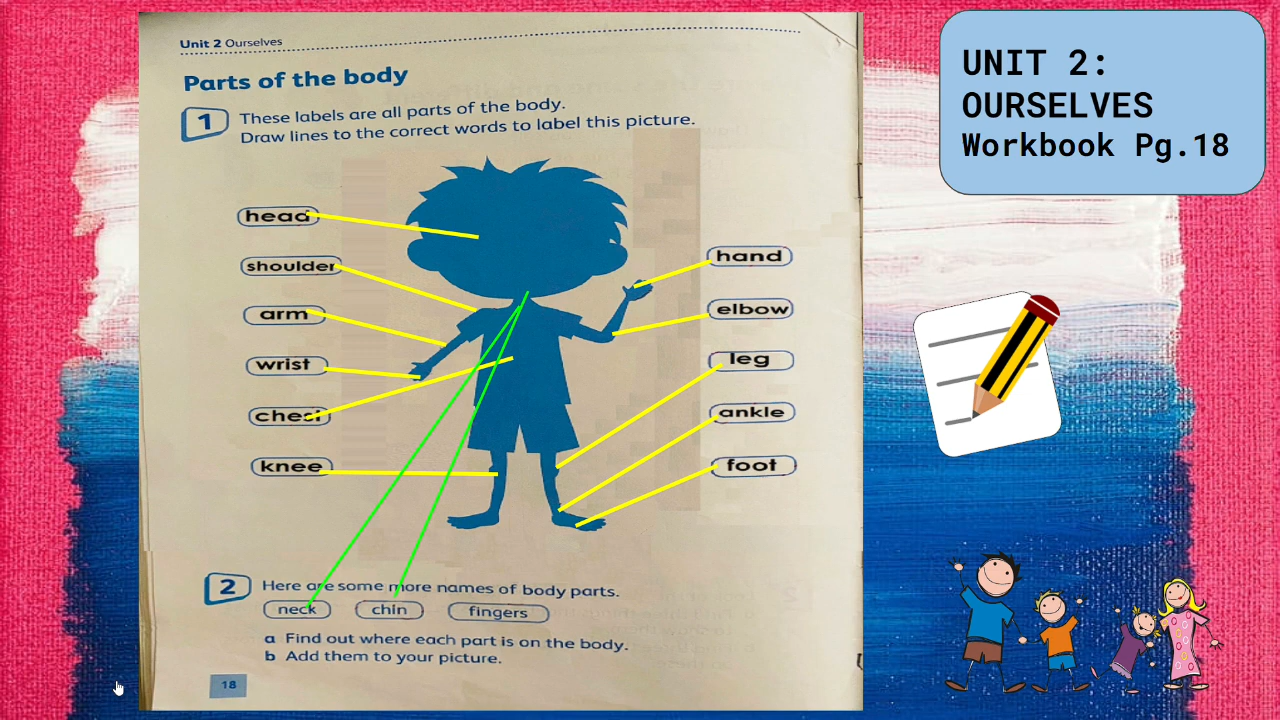 Unit 2 Ourselves
Parts of the body
1 These labels are all parts of the body.
Draw lines to the correct words to label this picture.
head
shoulder
arm
wrist
chest
knee
hand
elbow
leg
ankle
foot
2 Here are some more names of body parts.
neck chin fingers
a Find out where each part is on the body.
b Add them to your picture.
18
UNIT 2:
OURSELVES
Workbook Pg.18